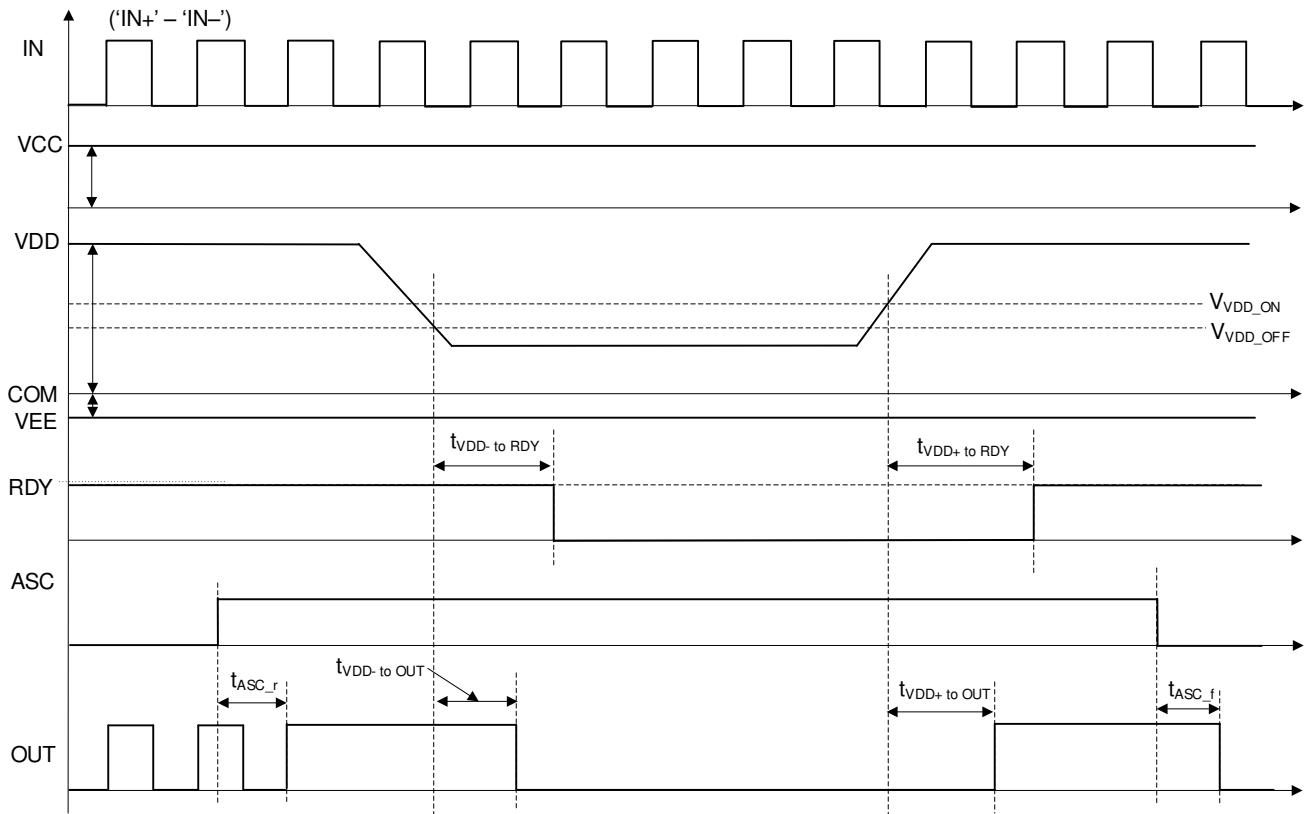 ('IN+' – 'IN–')
IN
VCC
VDD
V_VDD_ON
V_VDD_OFF
COM
VEE
t_VDD- to RDY
t_VDD+ to RDY
RDY
ASC
t_ASC_r
t_VDD- to OUT
t_VDD+ to OUT
t_ASC_f
OUT